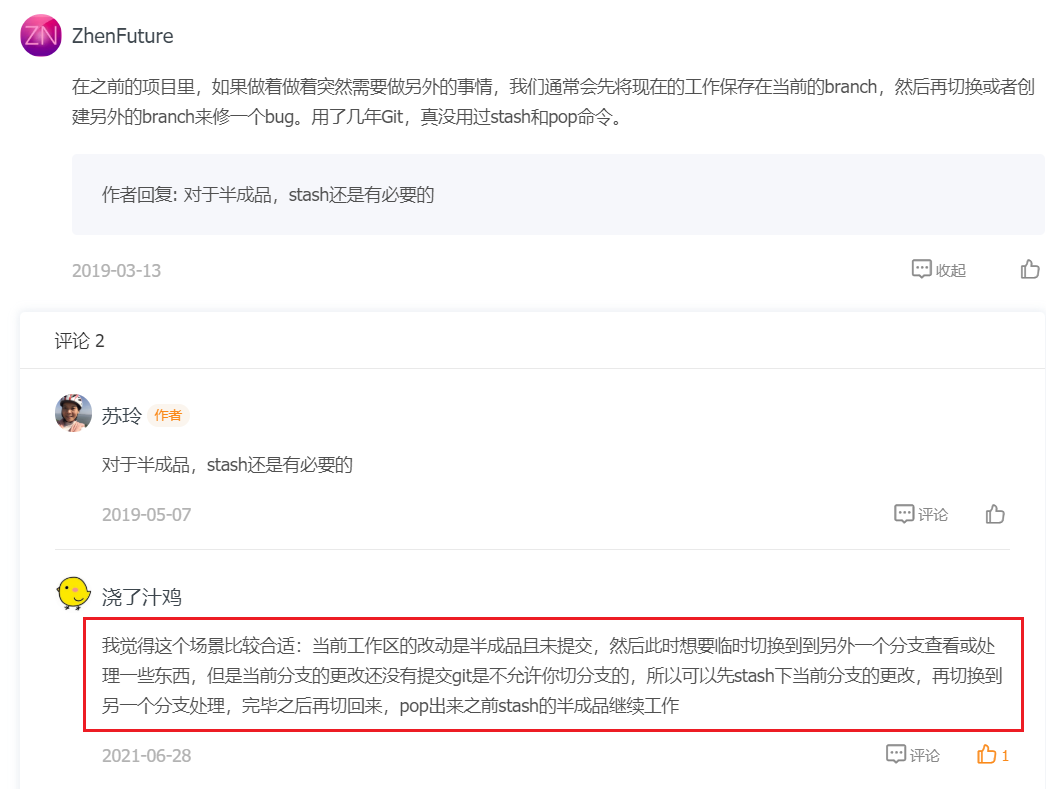 ZN
ZhenFuture
在之前的项目里，如果做着做着突然需要做另外的事情，我们通常会先将现在的工作保存在当前的branch，然后再切换或者创
建另外的branch来修一个bug。用了几年Git，真没用过stash和pop命令。
作者回复: 对于半成品，stash还是有必要的
2019-03-13
收起
评论 2
苏玲 作者
对于半成品，stash还是有必要的
2019-05-07
评论
浇了汁鸡
我觉得这个场景比较合适：当前工作区的改动是半成品且未提交，然后此时想要临时切换到到另外一个分支查看或处
理一些东西，但是当前分支的更改还没有提交git是不允许你切分支的，所以可以先stash下当前分支的更改，再切换到
另一个分支处理，完毕之后再切回来，pop出来之前stash的半成品继续工作
2021-06-28
评论
1